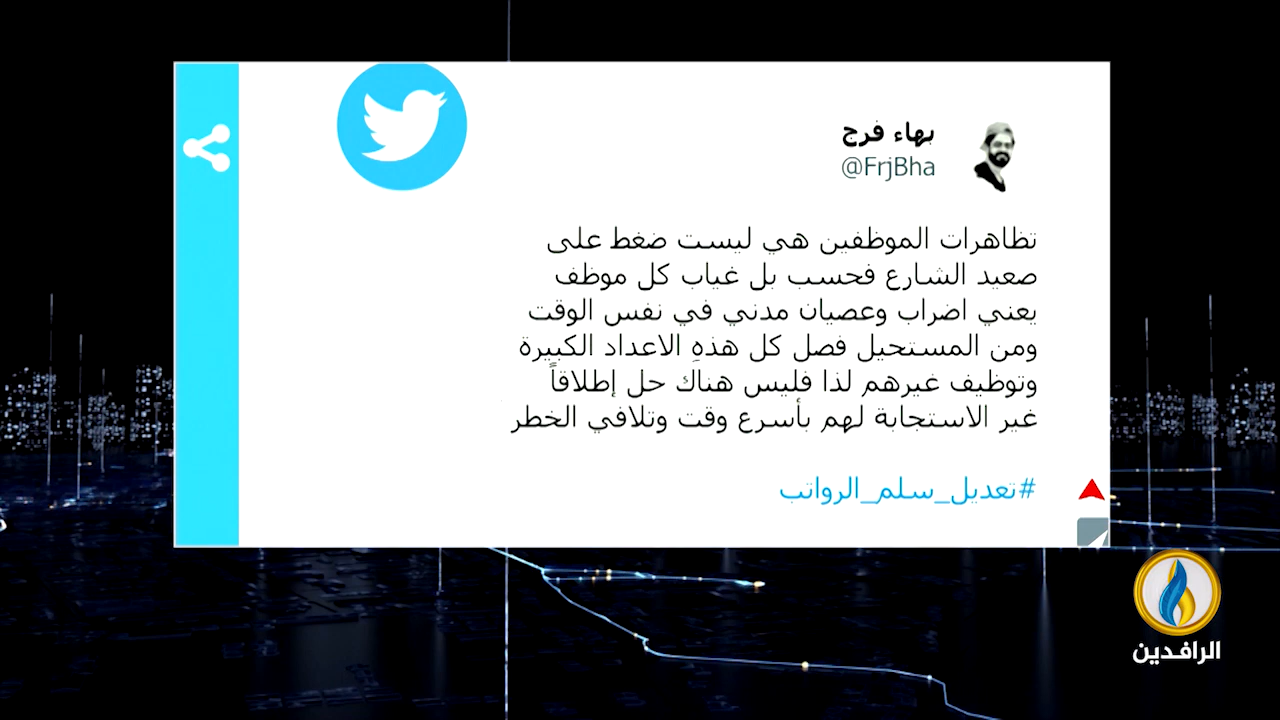 بهاء فرج
@FrjBha
تظاهرات الموظفين هي ليست ضغط على
صعيد الشارع فحسب بل غياب كل موظف
يعني اضراب وعصيان مدني في نفس الوقت
ومن المستحيل فصل كل هذهِ الاعداد الكبيرة
وتوظيف غيرهم لذا فليس هناك حل إطلاقاً
غير الاستجابة لهم بأسرع وقت وتلافي الخطر
#تعديل_سلم_الرواتب
الرافدين